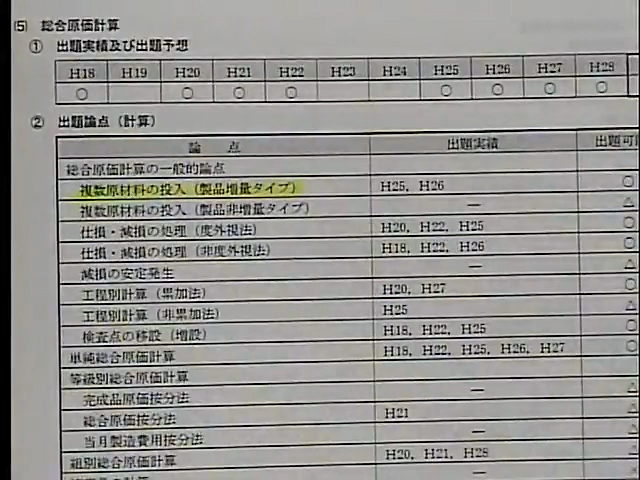 (5) 総合原価計算
① 出題実績及び出題予想
H18 H19 H20 H21 H22 H23 H24 H25 H26 H27 H28
○ ○ ○ ○ ○ ○ ○ ○
② 出題論点（計算）
論 点 出題実績 出題可
総合原価計算の一般的論点
複数原材料の投入（製品増量タイプ） H25, H26 ○
複数原材料の投入（製品非増量タイプ） ― △
仕損・減損の処理（度外視法） H20, H22, H25 ○
仕損・減損の処理（非度外視法） H18, H22, H26 ○
減損の安定発生 ― △
工程別計算（累加法） H20, H27 ○
工程別計算（非累加法） H25 △
検査点の移設（増設） H18, H22, H25 ○
単純総合原価計算 H18, H22, H25, H26, H27 ○
等級別総合原価計算
完成品原価按分法 ― △
総合原価按分法 H21 △
当月製造費用按分法 ― △
組別総合原価計算 H20, H21, H28 △
― △